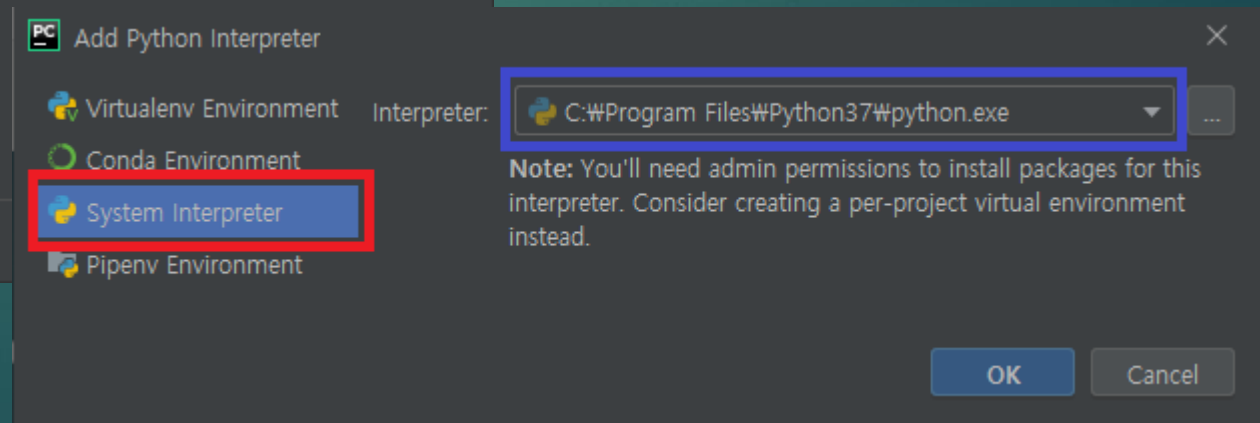 PC Add Python Interpreter
Virtualenv Environment
Interpreter: C:₩Program Files₩Python37₩python.exe ...
Conda Environment
Note: You'll need admin permissions to install packages for this
System Interpreter
interpreter. Consider creating a per-project virtual environment
instead.
Pipenv Environment
OK Cancel